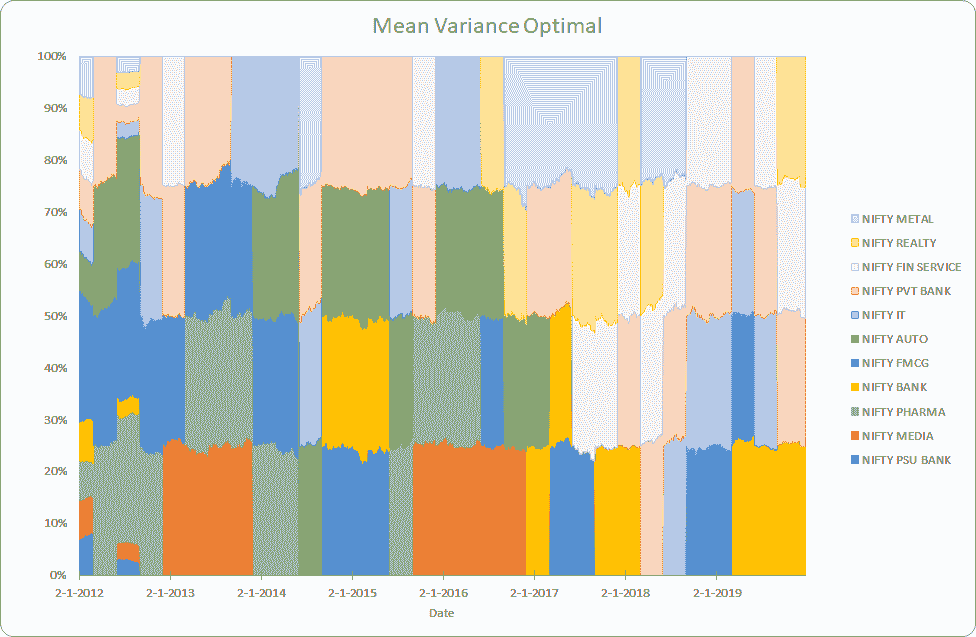 Mean Variance Optimal
100%
90%
80%
70%
60%
50%
40%
30%
20%
10%
0%
2-1-2012 2-1-2013 2-1-2014 2-1-2015 2-1-2016 2-1-2017 2-1-2018 2-1-2019
Date
NIFTY METAL
NIFTY REALTY
NIFTY FIN SERVICE
NIFTY PVT BANK
NIFTY IT
NIFTY AUTO
NIFTY FMCG
NIFTY BANK
NIFTY PHARMA
NIFTY MEDIA
NIFTY PSU BANK